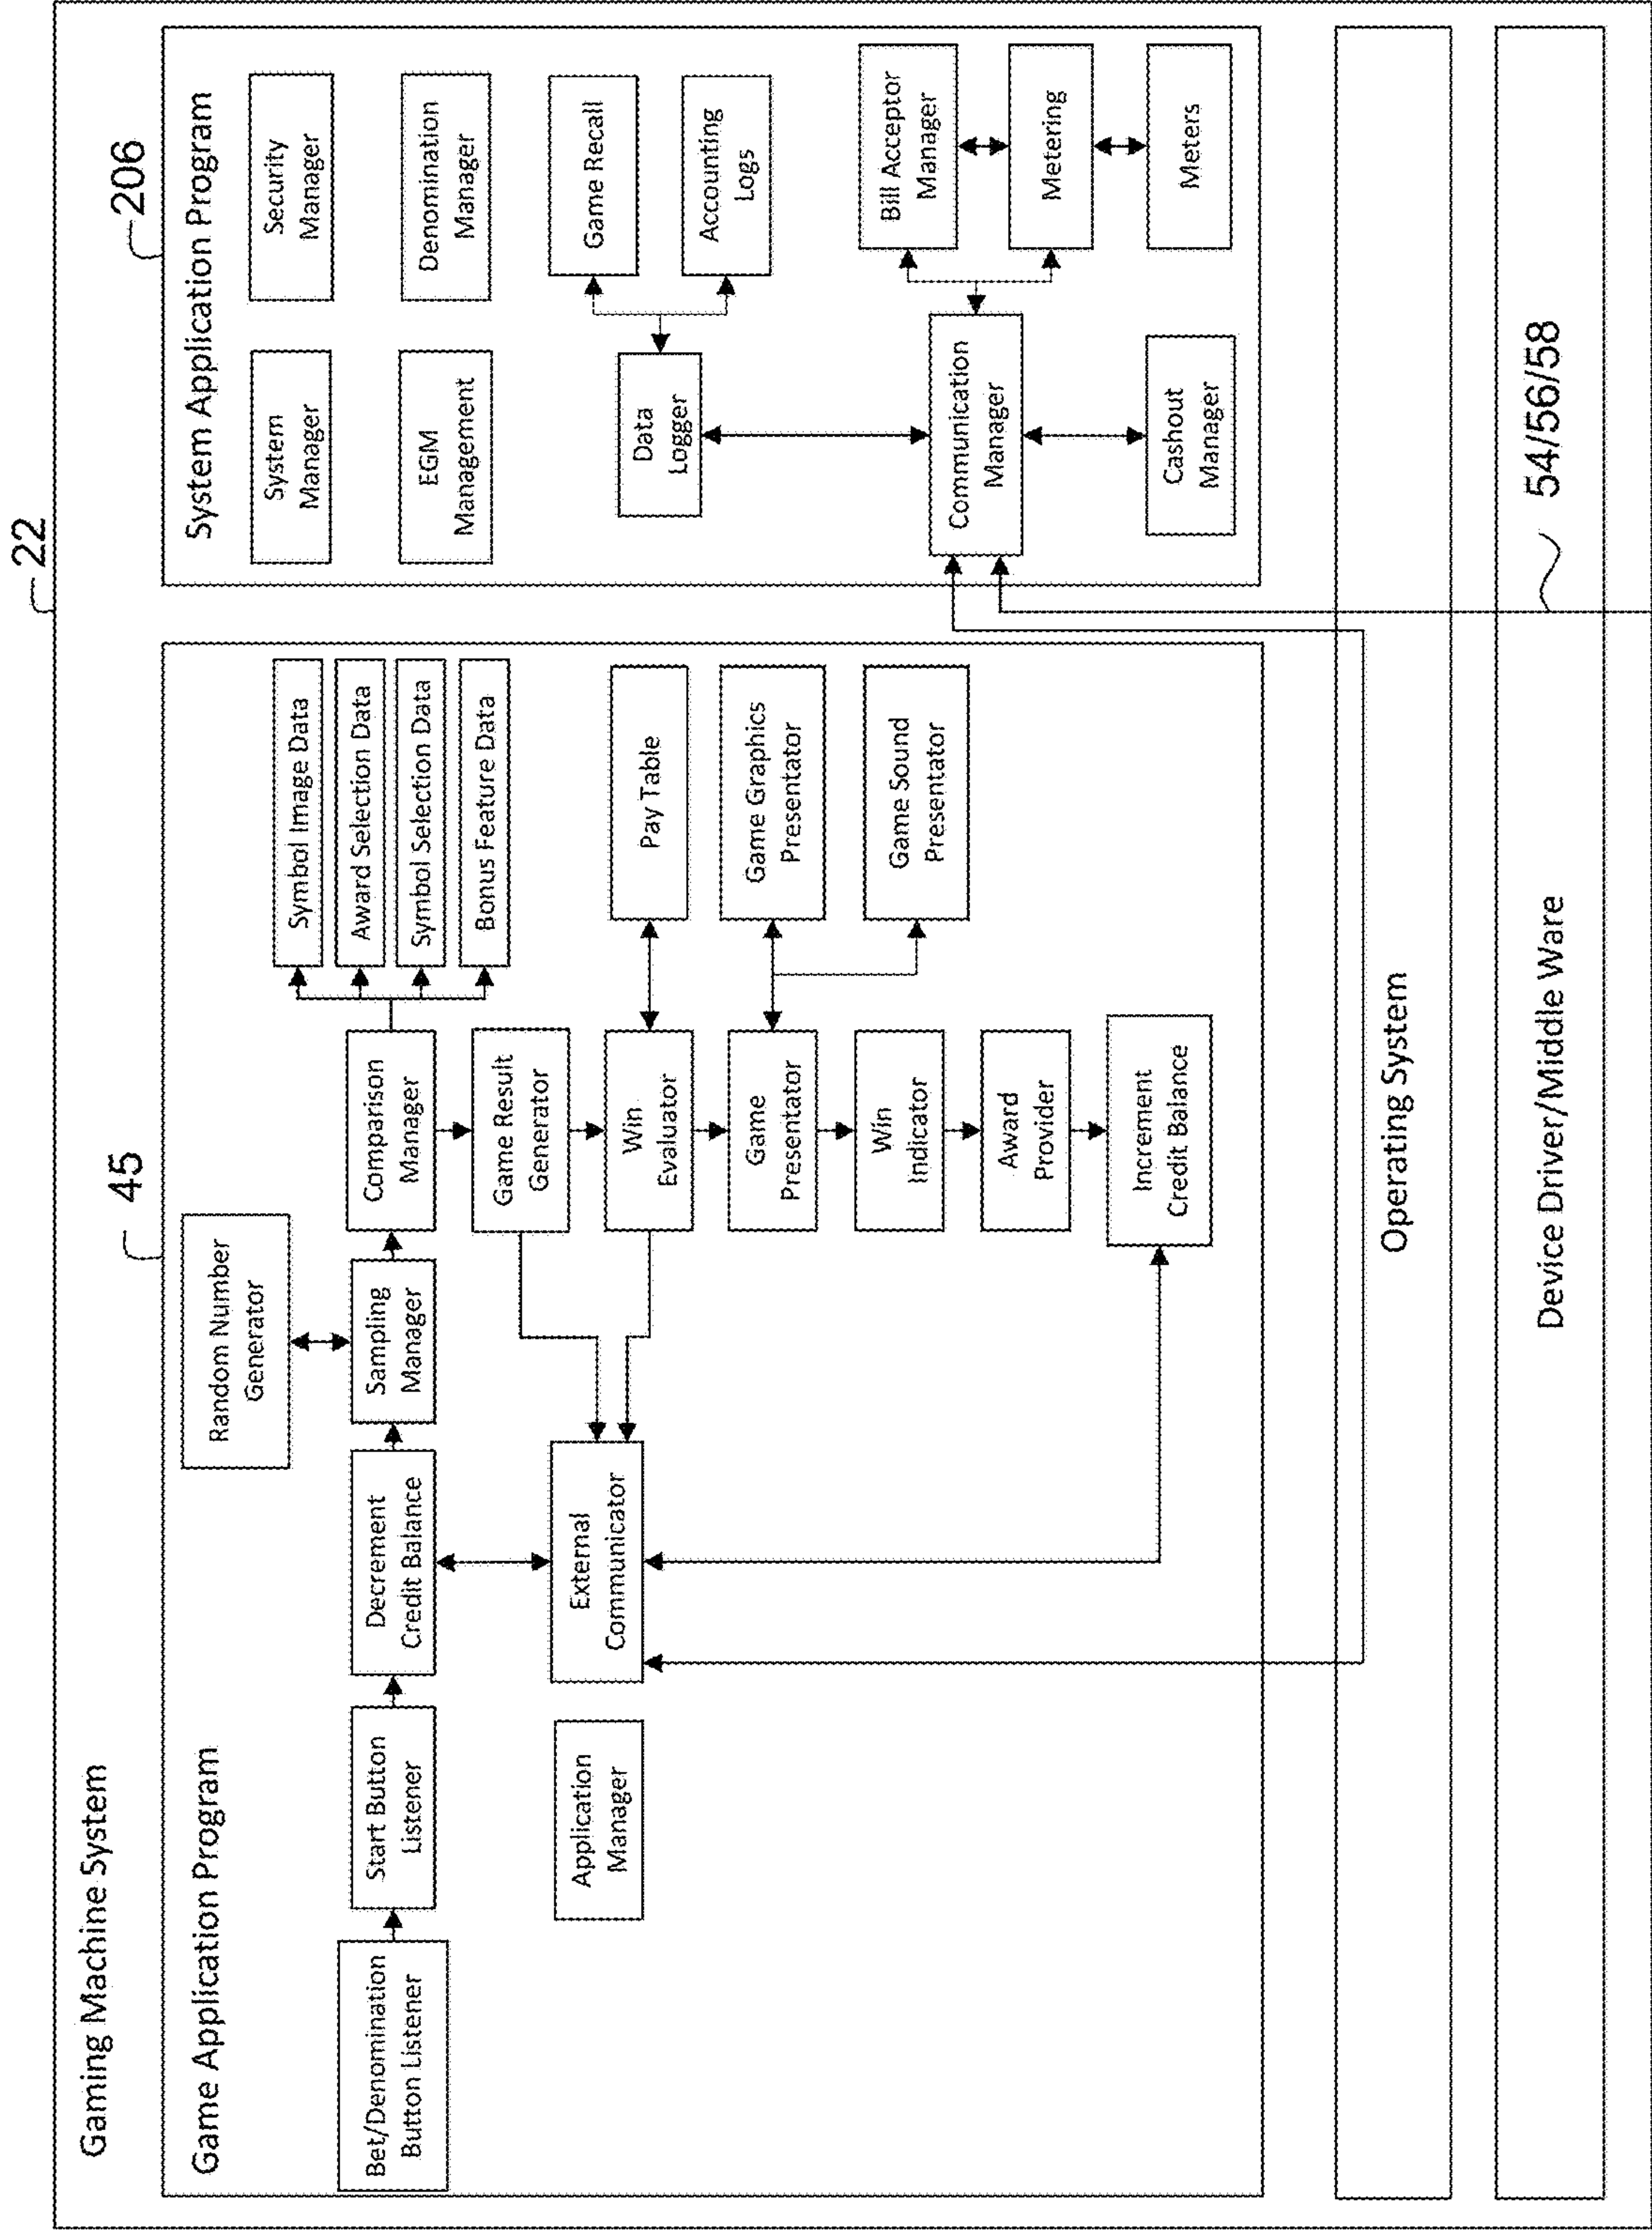 22
Gaming Machine System
45
Game Application Program
Random Number
Generator
Bet/Denomination
Button Listener
Start Button
Listener
Decrement
Credit Balance
Sampling
Manager
Comparison
Manager
Symbol Image Data
Award Selection Data
Symbol Selection Data
Bonus Feature Data
Game Result
Generator
Application
Manager
External
Communicator
Win
Evaluator
Pay Table
Game
Presentator
Game Graphics
Presentator
Game Sound
Presentator
Win
Indicator
Award
Provider
Increment
Credit Balance
206
System Application Program
System
Manager
Security
Manager
EGM
Management
Denomination
Manager
Data
Logger
Game Recall
Accounting
Logs
Communication
Manager
Bill Acceptor
Manager
Metering
Meters
Cashout
Manager
Operating System
Device Driver/Middle Ware
54/56/58